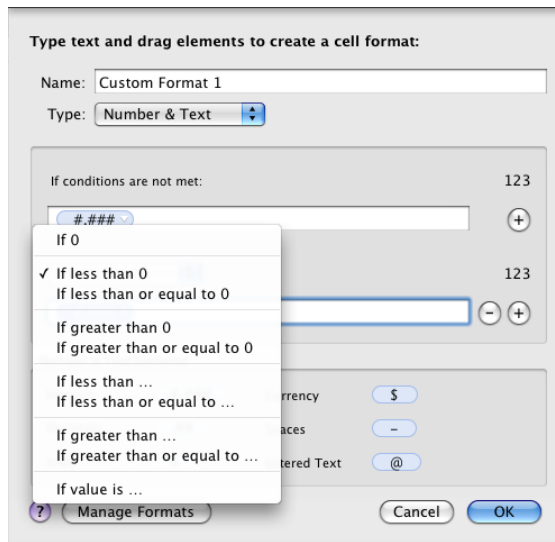 Type text and drag elements to create a cell format:
Name: Custom Format 1
Type: Number & Text
If conditions are not met: 123
#,###
+
If 0
✓ If less than 0
123
If less than or equal to 0
− +
If greater than 0
If greater than or equal to 0
If less than ...
If less than or equal to ...
If greater than ...
If greater than or equal to ...
If value is ...
rrency $
aces –
tered Text @
? Manage Formats Cancel OK